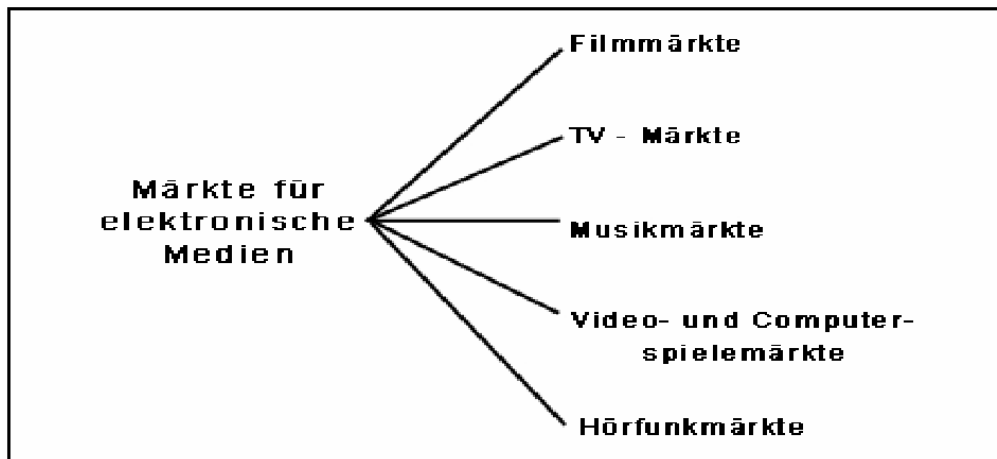 Filmmärkte
TV - Märkte
Märkte für
elektronische
Medien
Musikmärkte
Video- und Computer-
spielemärkte
Hörfunkmärkte